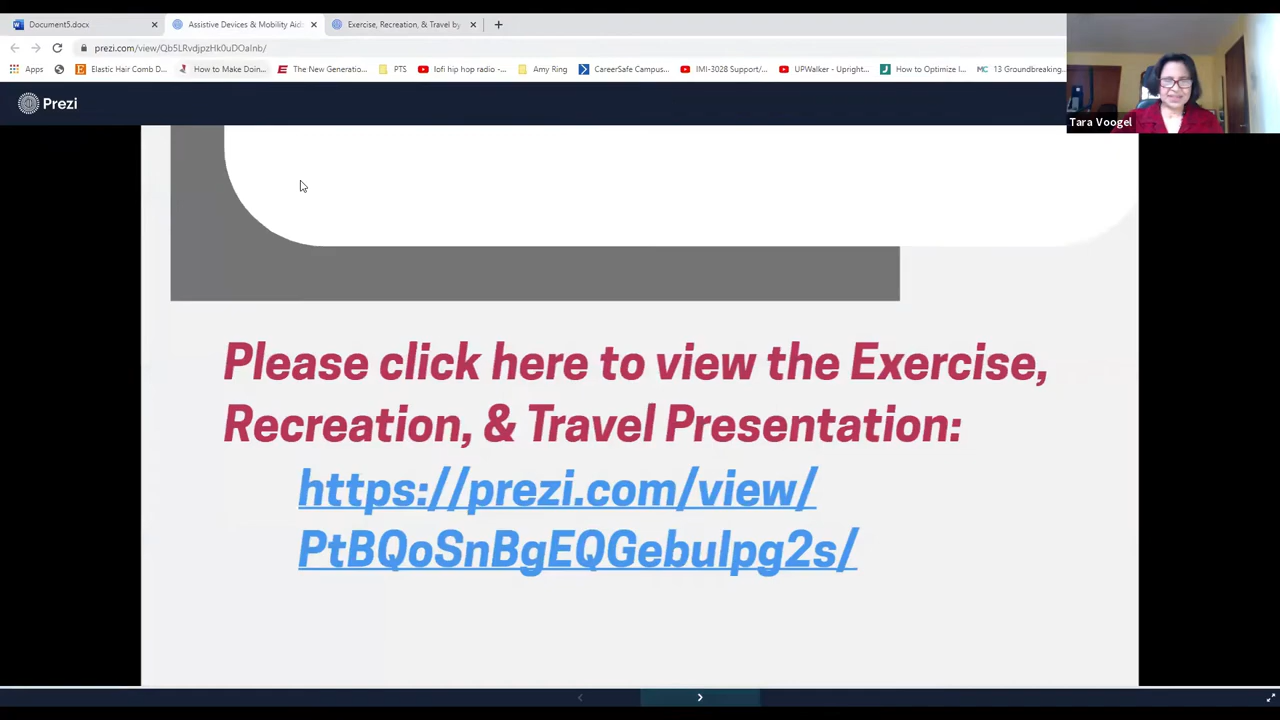 Document5.docx
Assistive Devices & Mobility Aid
Exercise, Recreation, & Travel by
prezi.com/view/Qb5LRvdjpzHk0uDOaInb/
Apps
Elastic Hair Comb D...
How to Make Doin...
The New Generatio...
PTS
lofi hip hop radio -...
Amy Ring
CareerSafe Campus...
IMI-3028 Support/...
UPWalker - Upright...
How to Optimize I...
MC 13 Groundbreaking...
Prezi
Tara Voogel
Please click here to view the Exercise,
Recreation, & Travel Presentation:
https://prezi.com/view/
PtBQoSnBgEQGebuIpg2s/